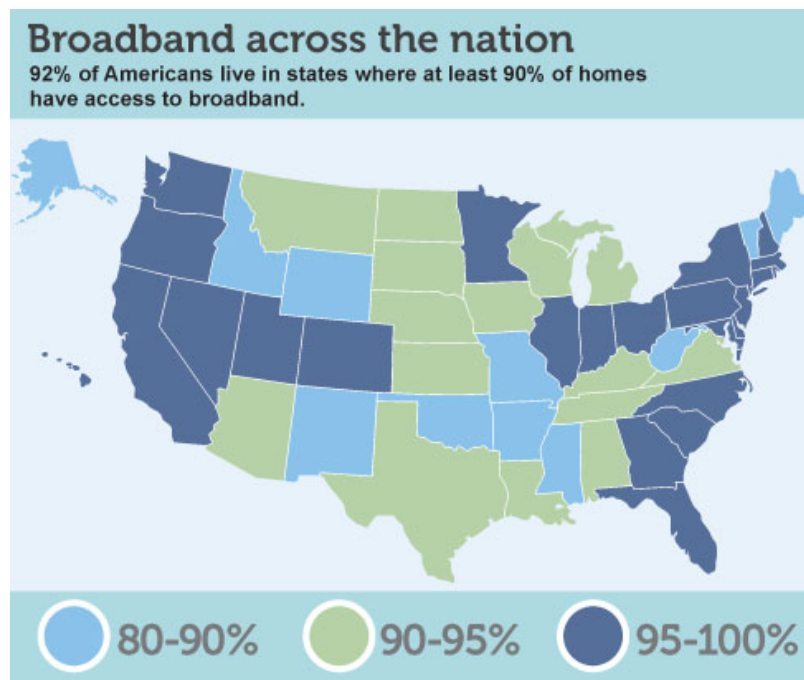 Broadband across the nation
92% of Americans live in states where at least 90% of homes
have access to broadband.
80-90%
90-95%
95-100%